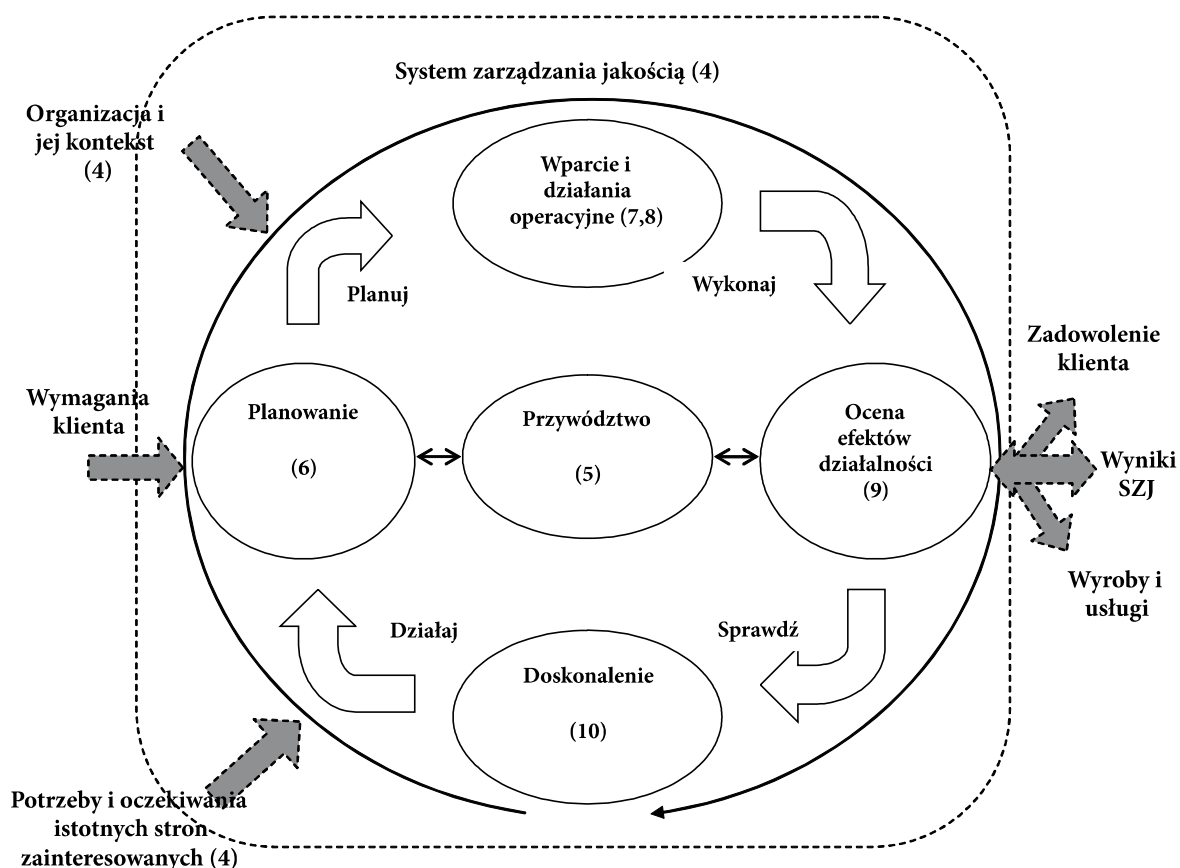 System zarządzania jakością (4)
Organizacja i
jej kontekst
(4)
Wparcie i
działania
operacyjne (7,8)
Planuj
Wykonaj
Zadowolenie
klienta
Wymagania
klienta
Planowanie
(6)
Przywództwo
(5)
Ocena
efektów
działalności
(9)
Wyniki
SZJ
Wyroby i
usługi
Działaj
Sprawdź
Doskonalenie
(10)
Potrzeby i oczekiwania
istotnych stron
zainteresowanych (4)